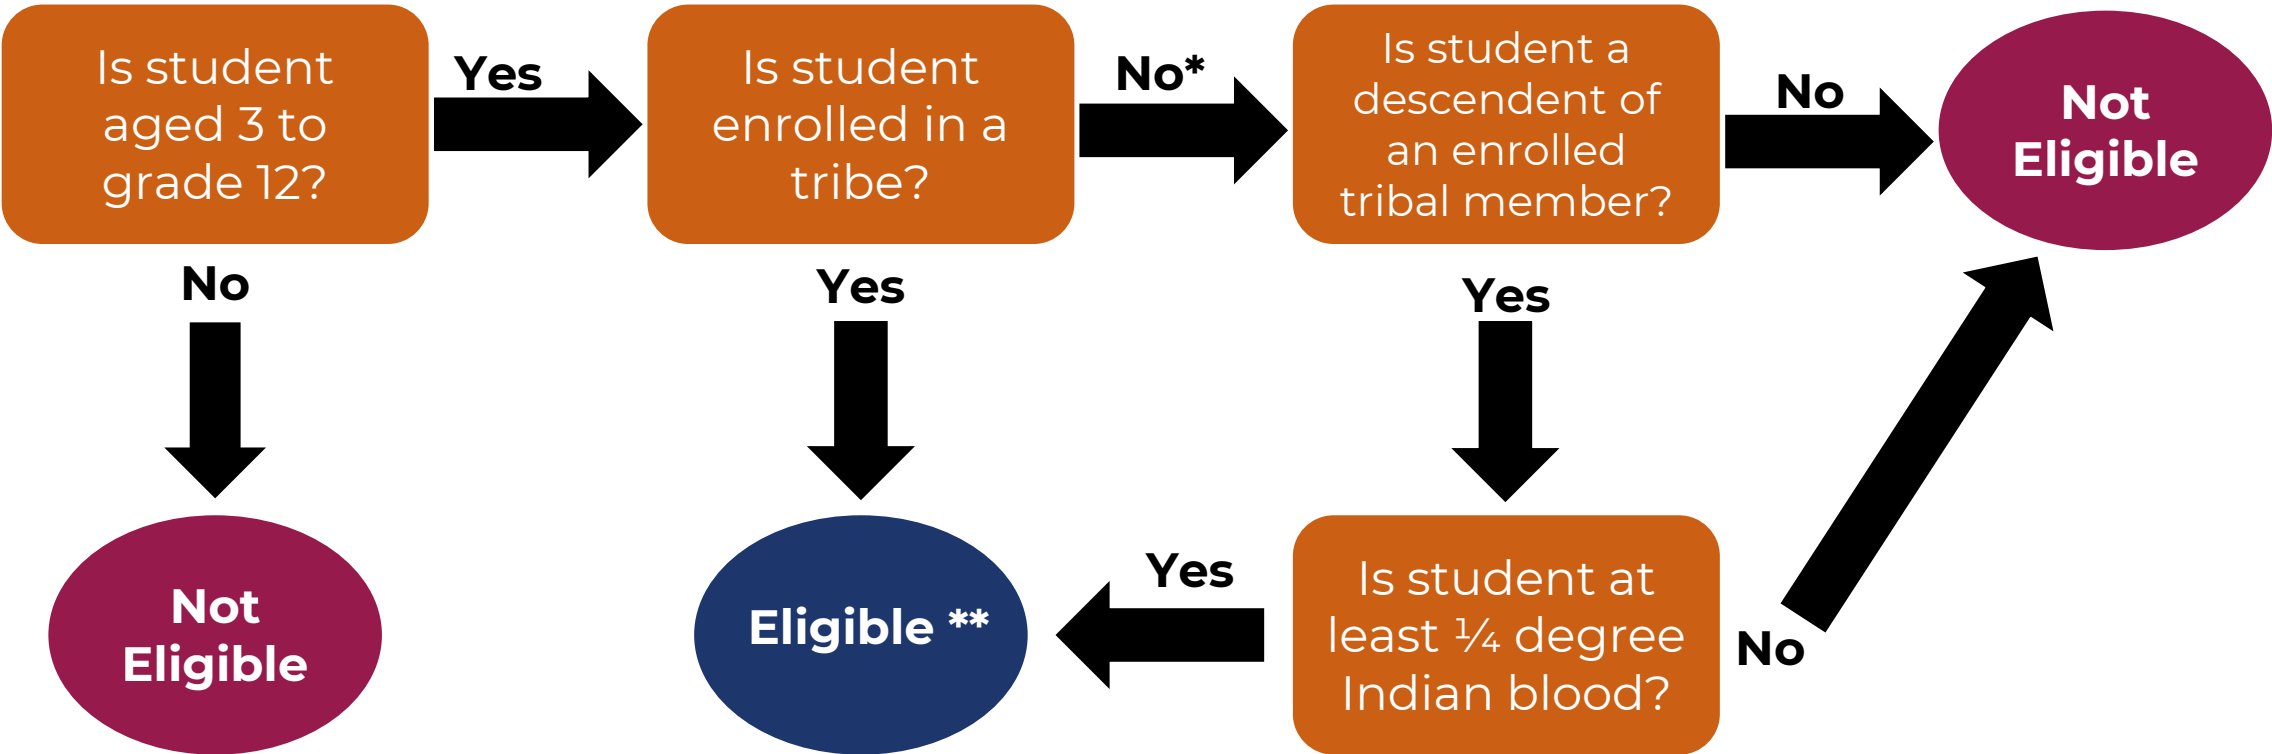 Is student
aged 3 to
grade 12?
Yes
Is student
enrolled in a
tribe?
No*
Is student a
descendent of
an enrolled
tribal member?
No
Not
Eligible
No
Yes
Yes
Not
Eligible
Eligible **
Yes
Is student at
least ¼ degree
Indian blood?
No